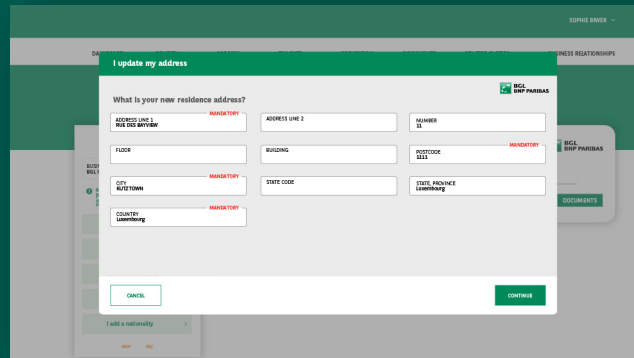 SOPHIE BRWER
BUSINESS RELATIONSHIPS
I update my address
BGL
BNP PARIBAS
What is your new residence address?
ADDRESS LINE 1
MANDATORY
RUE DES BAYVIEW
ADDRESS LINE 2
NUMBER
11
FLOOR
BUILDING
POSTCODE
MANDATORY
1111
CITY
MANDATORY
KUTZTOWN
STATE CODE
STATE, PROVINCE
Luxembourg
COUNTRY
MANDATORY
Luxembourg
BGL
BNP PARIBAS
DOCUMENTS
CANCEL
CONTINUE
I add a nationality